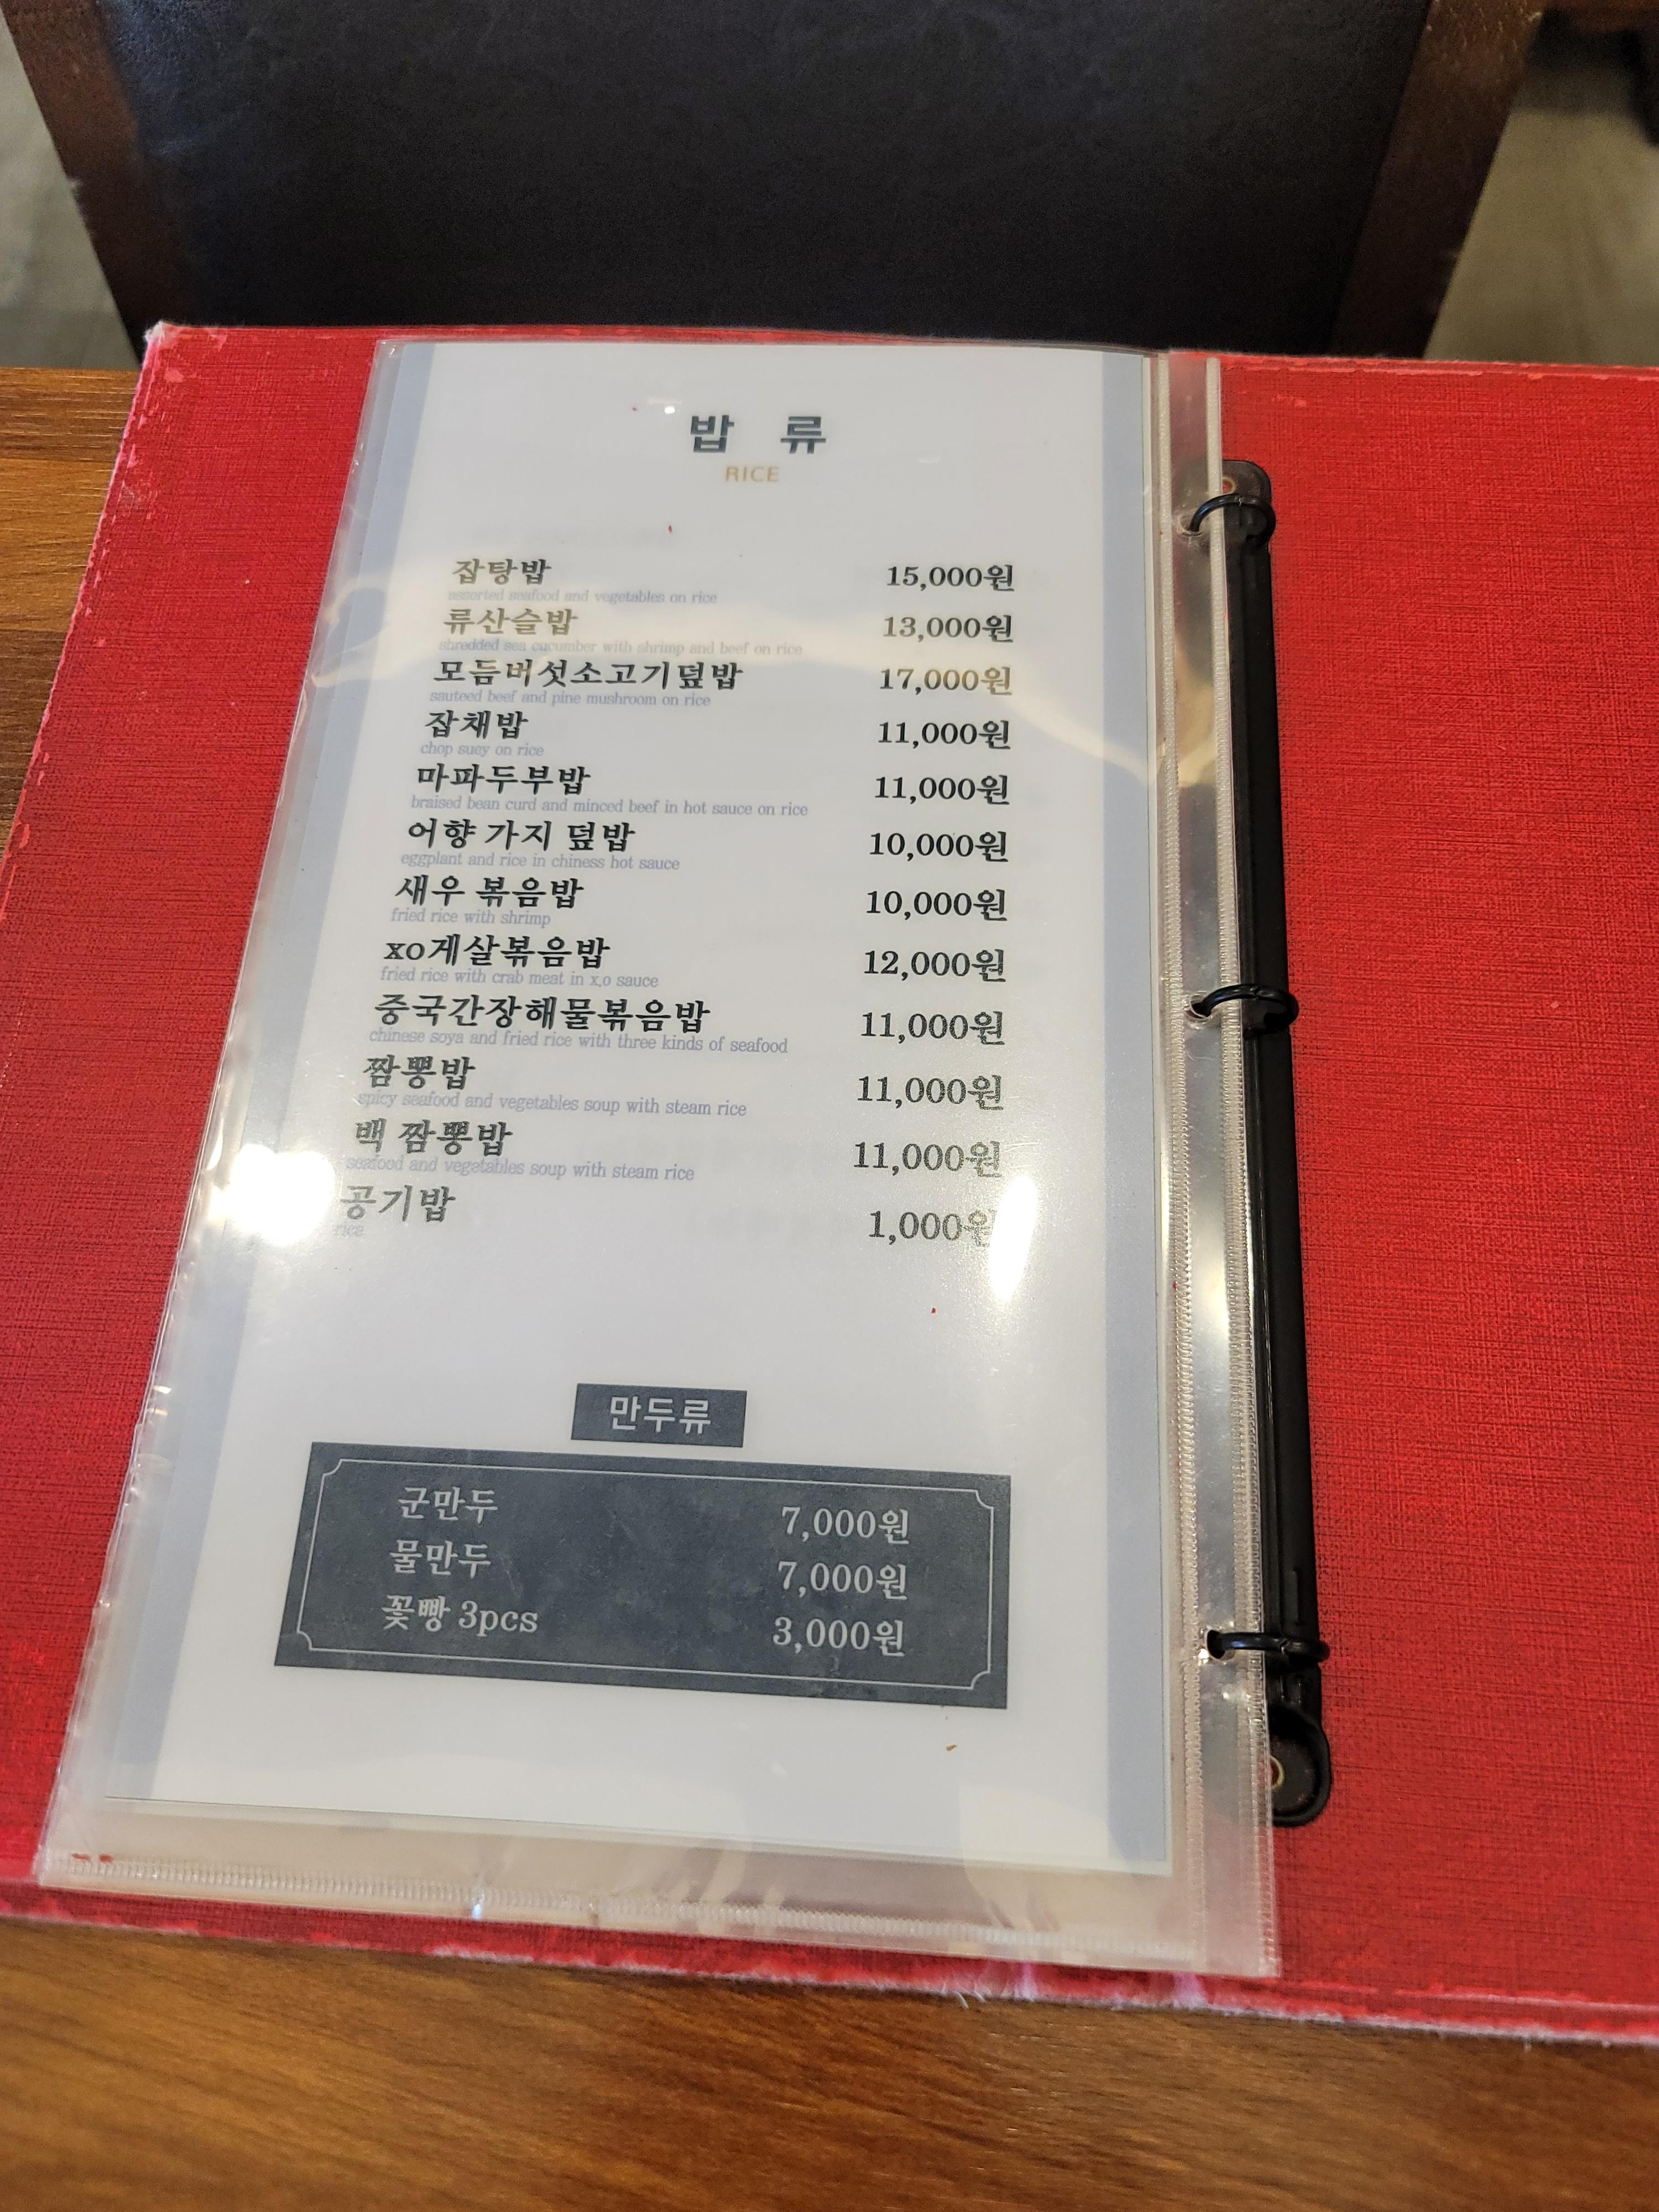 밥 류
RICE
잡탕밥 15,000원
assorted seafood and vegetables on rice
류산슬밥 13,000원
shredded sea cucumber with shrimp and beef on rice
모듬버섯소고기덮밥 17,000원
sauteed beef and pine mushroom on rice
잡채밥 11,000원
chop suey on rice
마파두부밥 11,000원
braised bean curd and minced beef in hot sauce on rice
어향 가지 덮밥 10,000원
eggplant and rice in chiness hot sauce
새우 볶음밥 10,000원
fried rice with shrimp
xo게살볶음밥 12,000원
fried rice with crab meat in x,o sauce
중국간장해물볶음밥 11,000원
chinese soya and fried rice with three kinds of seafood
짬뽕밥 11,000원
spicy seafood and vegetables soup with steam rice
백 짬뽕밥 11,000원
seafood and vegetables soup with steam rice
공기밥 1,000원
rice
만두류
군만두 7,000원
물만두 7,000원
꽃빵 3pcs 3,000원